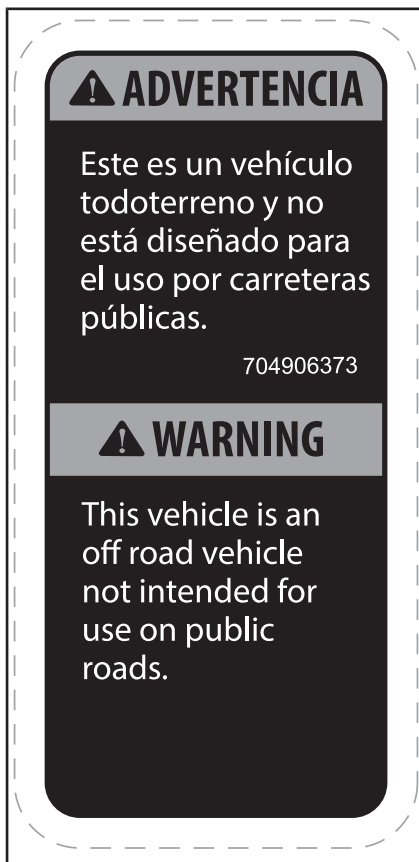 ADVERTENCIA
Este es un vehículo
todoterreno y no
está diseñado para
el uso por carreteras
públicas.
704906373
WARNING
This vehicle is an
off road vehicle
not intended for
use on public
roads.